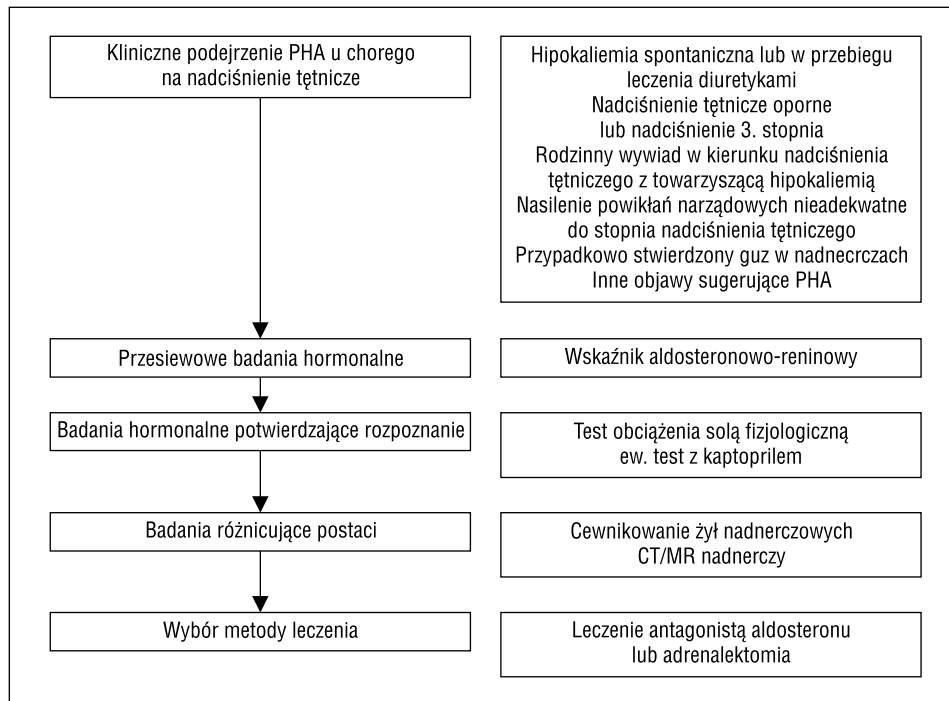 Kliniczne podejrzenie PHA u chorego
na nadciśnienie tętnicze
Hipokaliemia spontaniczna lub w przebiegu
leczenia diuretykami
Nadciśnienie tętnicze oporne
lub nadciśnienie 3. stopnia
Rodzinny wywiad w kierunku nadciśnienia
tętniczego z towarzyszącą hipokaliemią
Nasilenie powikłań narządowych nieadekwatne
do stopnia nadciśnienia tętniczego
Przypadkowo stwierdzony guz w nadnecrczach
Inne objawy sugerujące PHA
Przesiewowe badania hormonalne
Wskaźnik aldosteronowo-reninowy
Badania hormonalne potwierdzające rozpoznanie
Test obciążenia solą fizjologiczną
ew. test z kaptoprilem
Badania różnicujące postaci
Cewnikowanie żył nadnerczowych
CT/MR nadnerczy
Wybór metody leczenia
Leczenie antagonistą aldosteronu
lub adrenalektomia